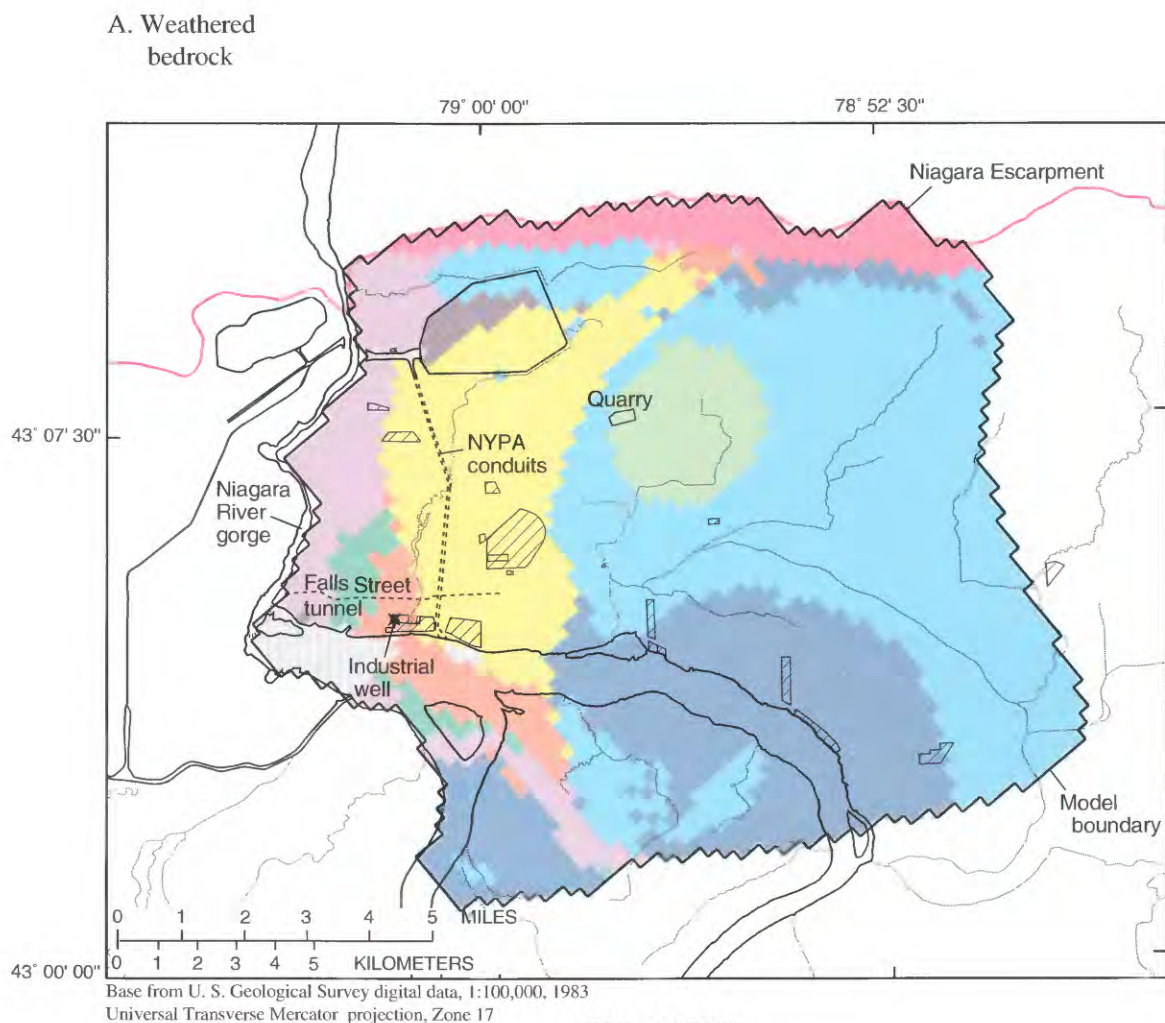 A. Weathered
bedrock
79° 00' 00"
78° 52' 30"
Niagara Escarpment
Quarry
43° 07' 30"
NYPA
conduits
Niagara
River
gorge
Falls Street
tunnel
Industrial
well
Model
boundary
0 1 2 3 4 5 MILES
0 1 2 3 4 5 KILOMETERS
43° 00' 00"
Base from U. S. Geological Survey digital data, 1:100,000, 1983
Universal Transverse Mercator projection, Zone 17